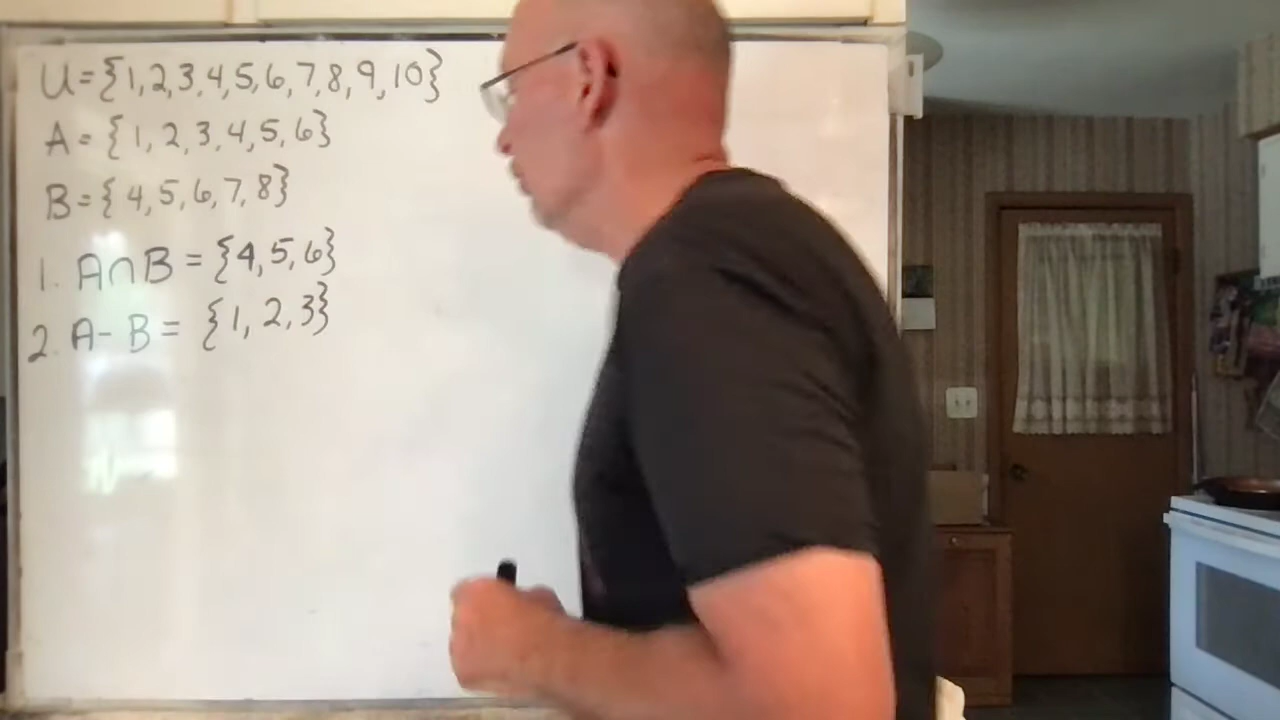 U={1,2,3,4,5,6,7,8,9,10}
A={1,2,3,4,5,6}
B={4,5,6,7,8}
1. A∩B={4,5,6}
2. A-B={1,2,3}